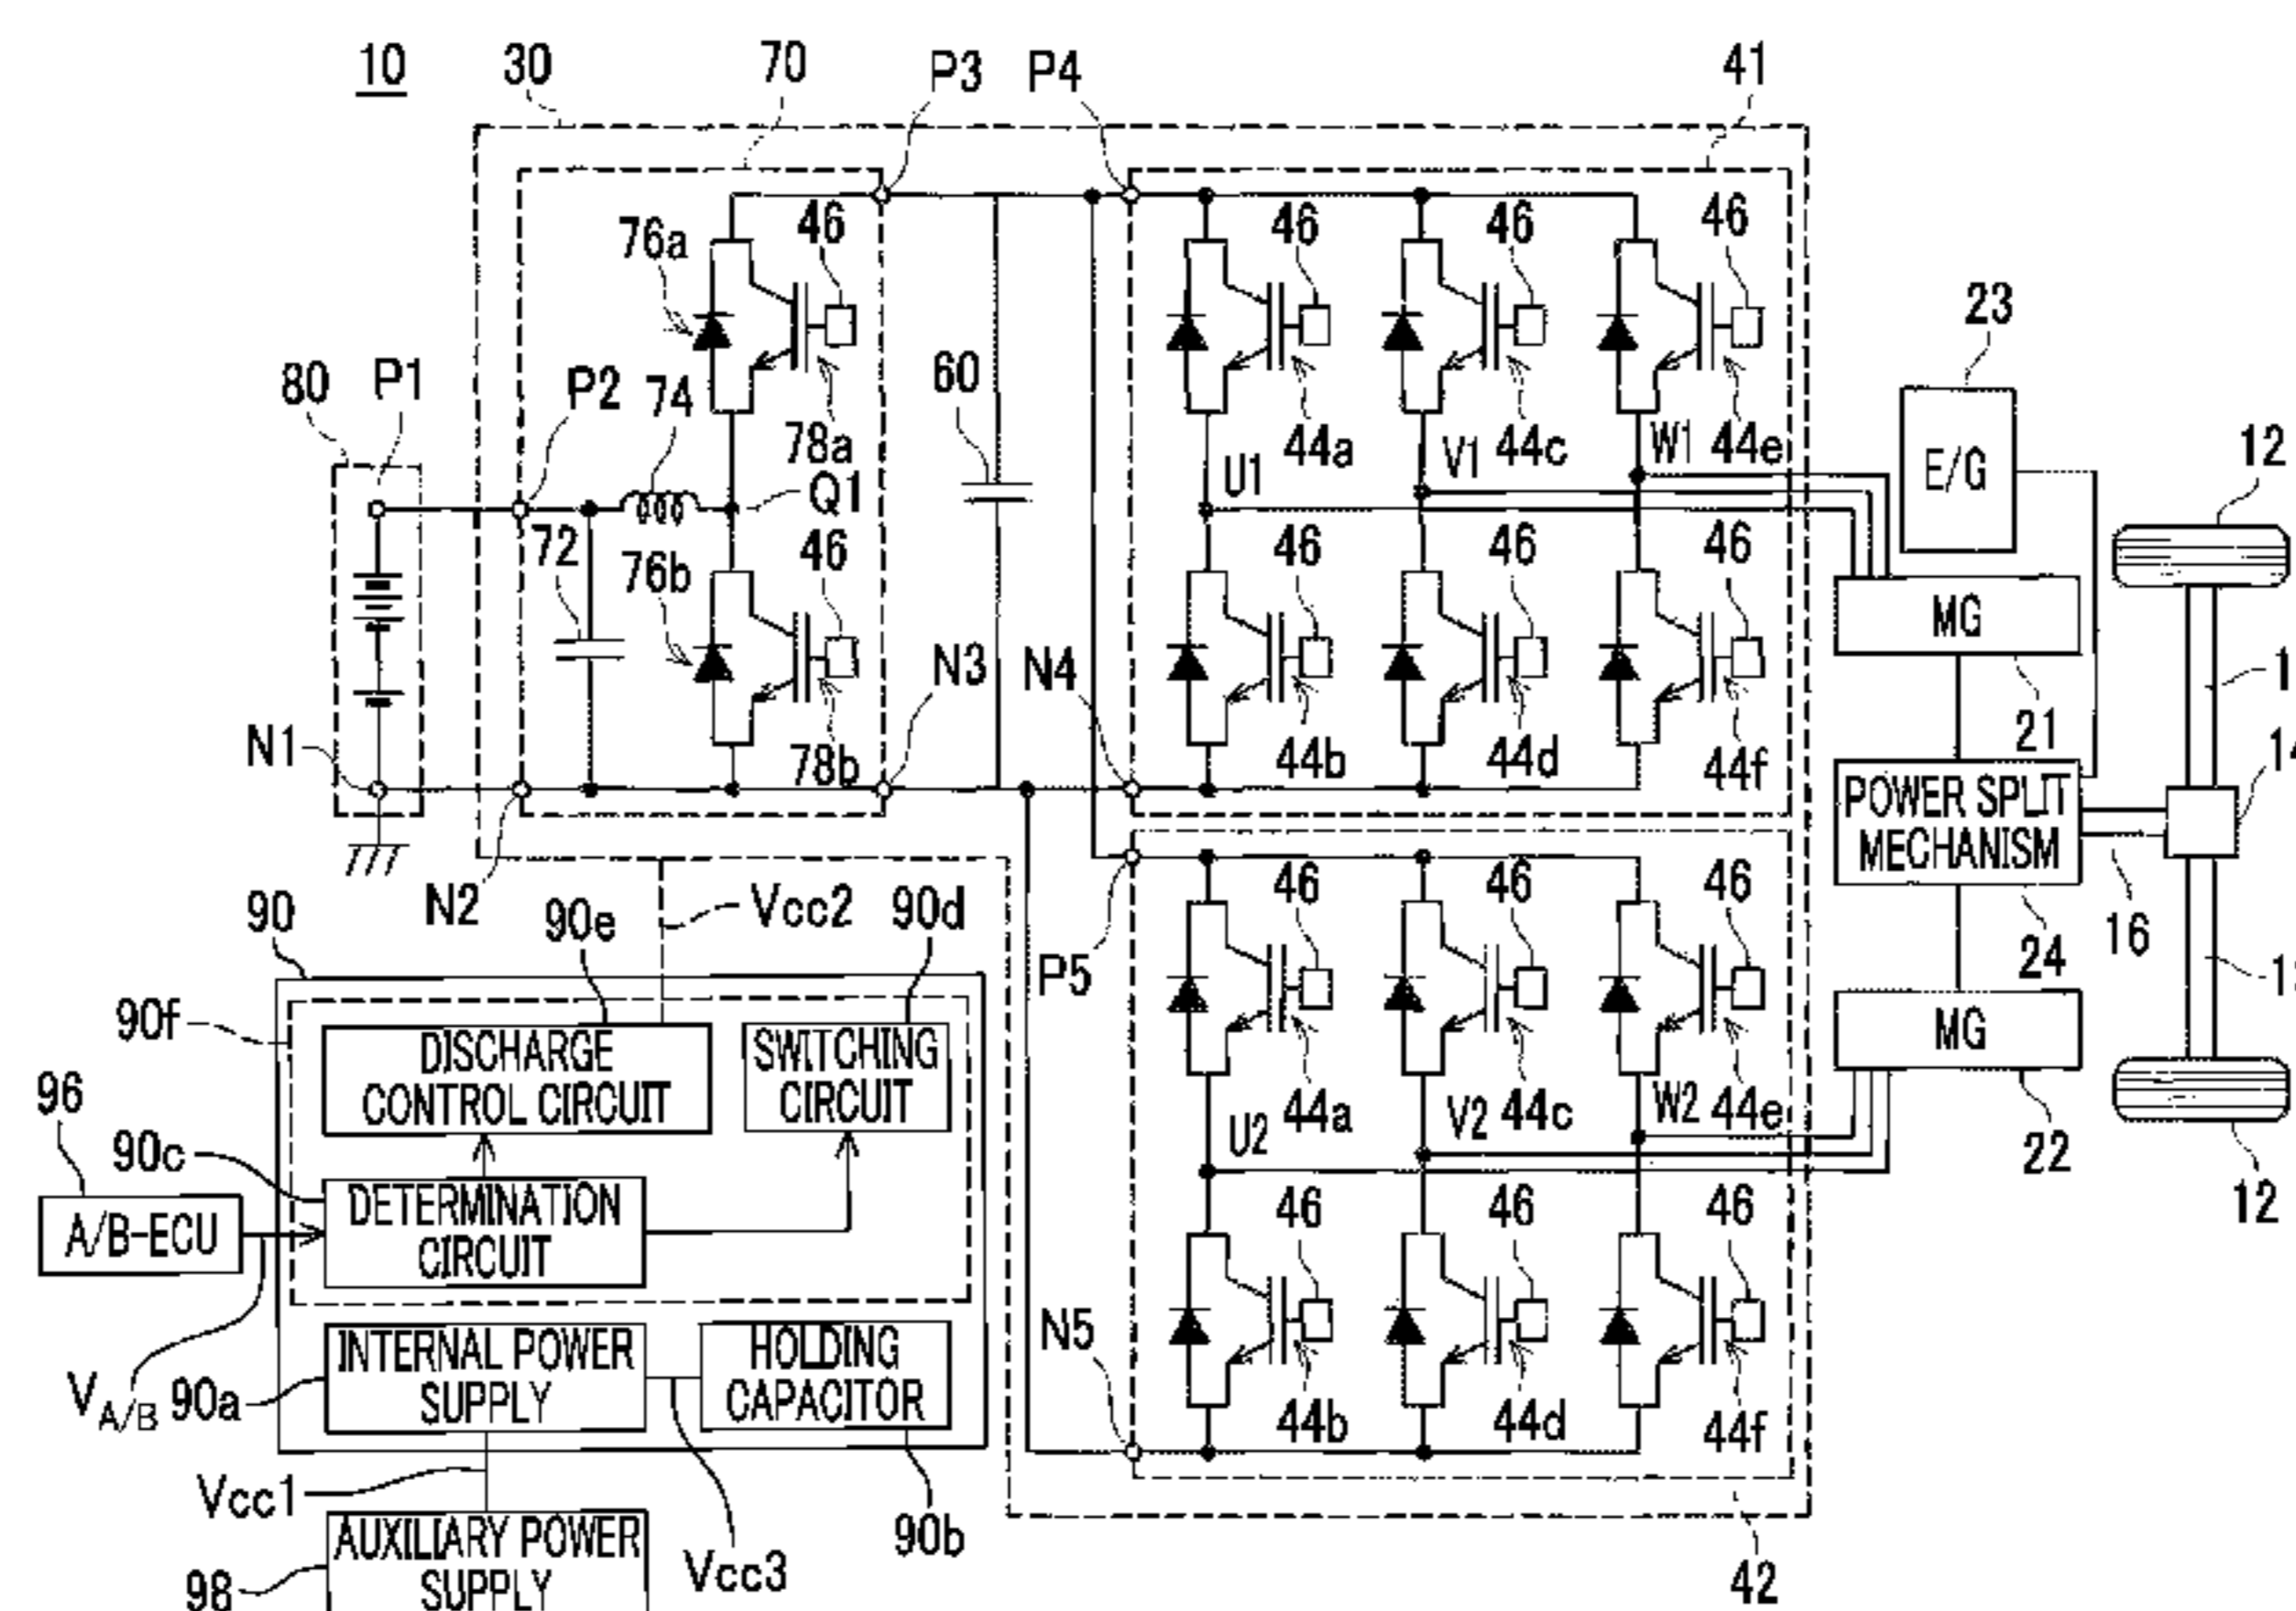 10
30
70
P3
P4
41
76a
46
46
46
46
80
P1
P2
74
60
23
78a
44a
V1
44c
W1
44e
12
Q1
U1
E/G
72
76b
46
46
46
46
MG
N1
N3
N4
78b
44b
44d
44f
21
POWER SPLIT
MECHANISM
N2
Vcc2
46
46
46
16
24
90
90e
90d
P5
90f
DISCHARGE
CONTROL CIRCUIT
SWITCHING
CIRCUIT
MG
96
90c
U2
44a
V2
44c
W2
44e
22
12
A/B-ECU
DETERMINATION
CIRCUIT
46
46
46
N5
VA/B
90a
INTERNAL POWER
SUPPLY
HOLDING
CAPACITOR
44b
44d
44f
Vcc1
Vcc3
90b
98
AUXILIARY POWER
SUPPLY
42